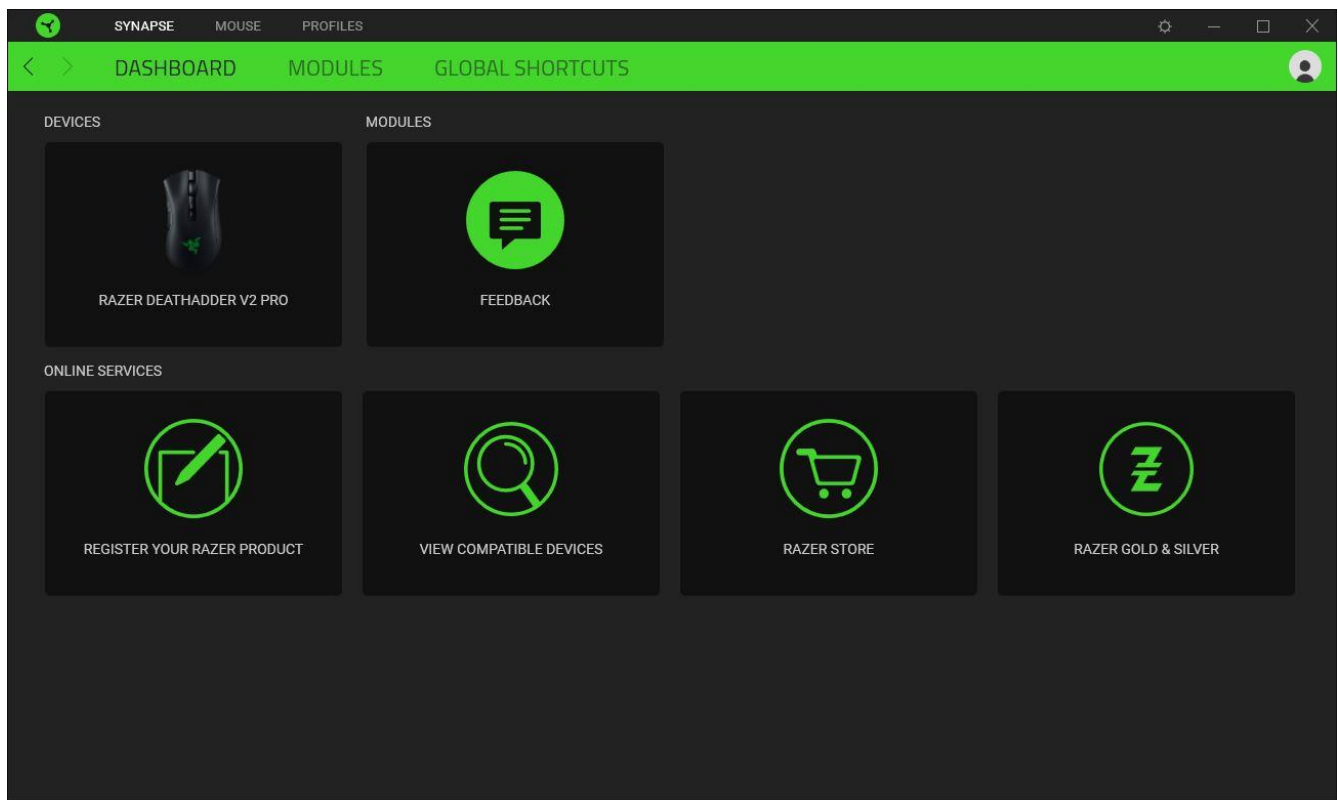 SYNAPSE MOUSE PROFILES
DASHBOARD MODULES GLOBAL SHORTCUTS
DEVICES MODULES
RAZER DEATHADDER V2 PRO FEEDBACK
ONLINE SERVICES
REGISTER YOUR RAZER PRODUCT VIEW COMPATIBLE DEVICES RAZER STORE RAZER GOLD & SILVER